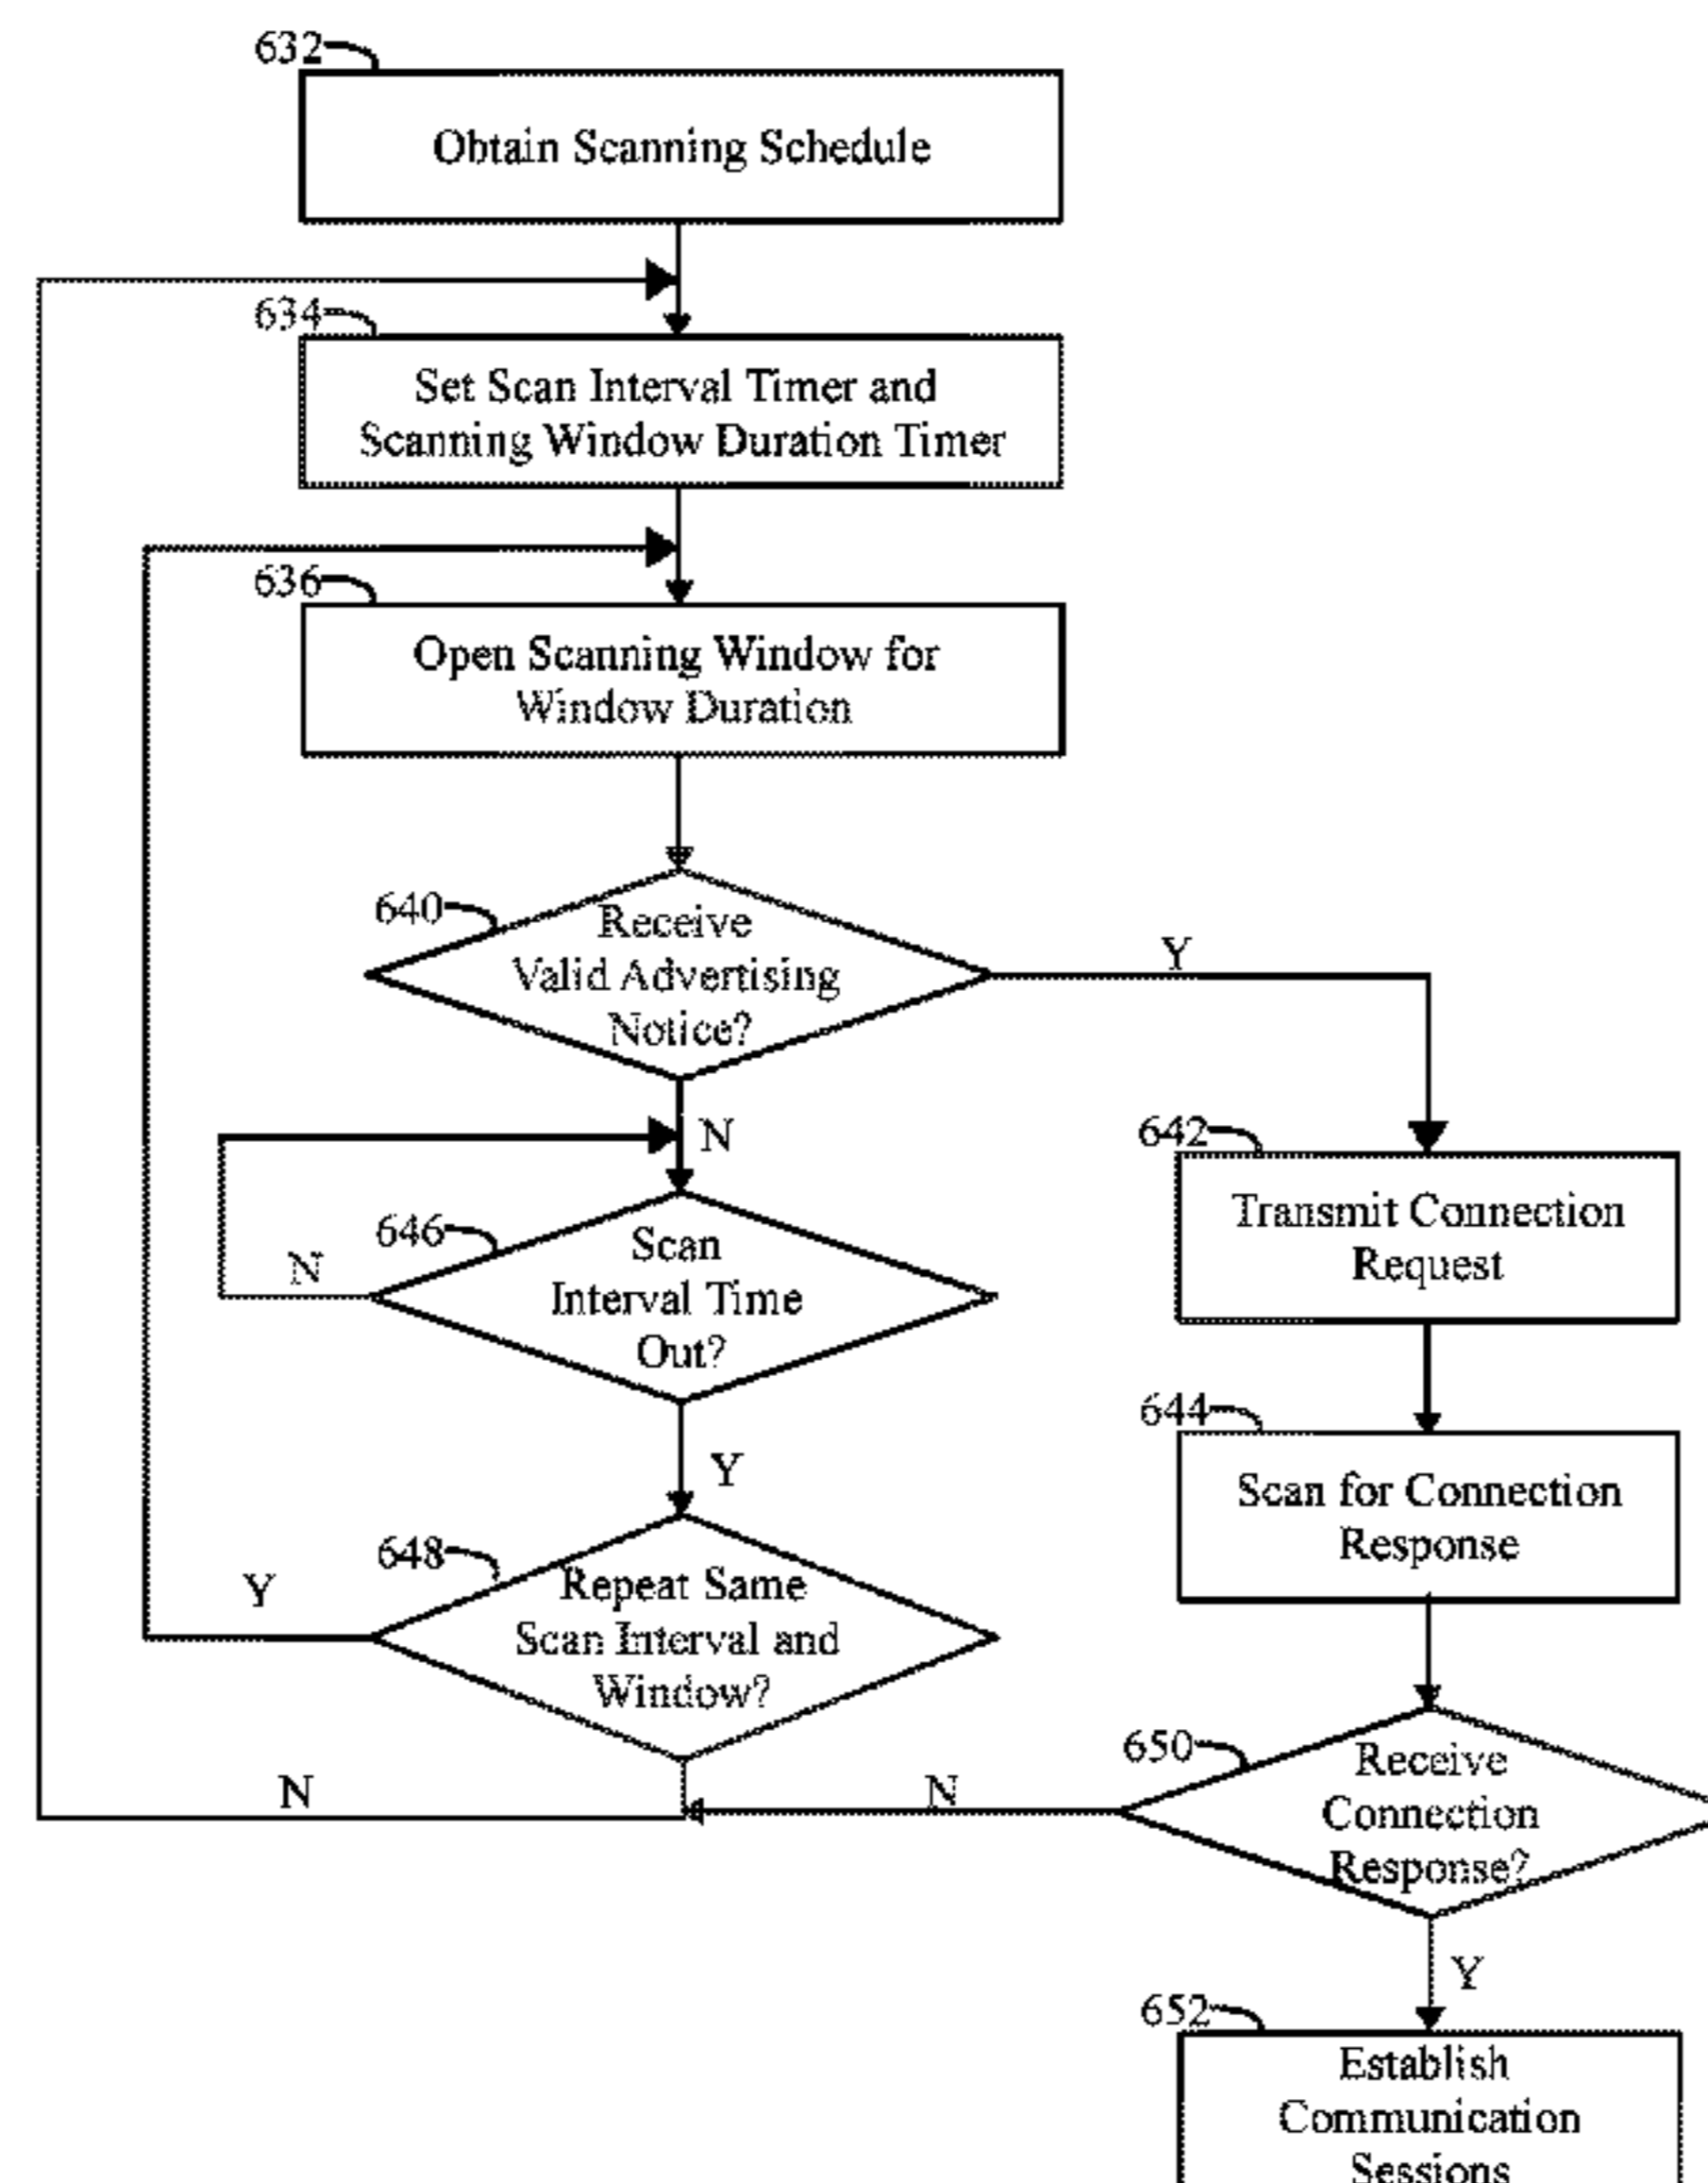 632
Obtain Scanning Schedule
634
Set Scan Interval Timer and
Scanning Window Duration Timer
636
Open Scanning Window for
Window Duration
640
Receive
Valid Advertising
Notice?
Y
N
642
Transmit Connection
Request
646
Scan
Interval Time
Out?
N
Y
644
Scan for Connection
Response
648
Repeat Same
Scan Interval and
Window?
Y
N
650
Receive
Connection
Response?
N
Y
652
Establish
Communication
Sessions